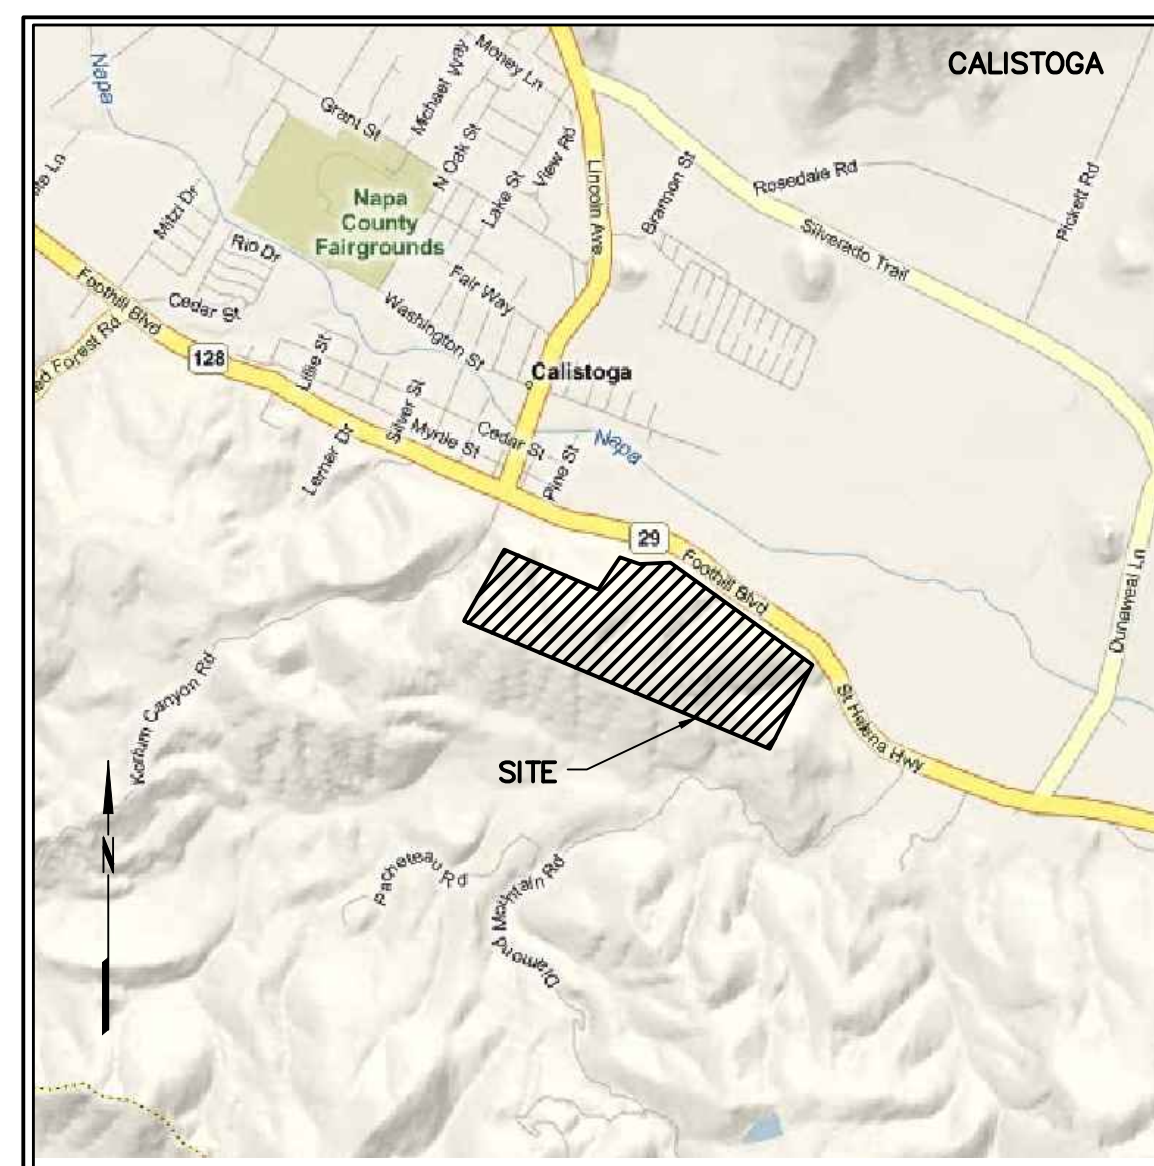 CALISTOGA
Napa
Money Ln
Michael Way
Grant St
N Oak St
View Rd
Lake St
Lincoln Ave
Brannon St
Rosedale Rd
Pickett Rd
Silverado Trail
Mitzi Dr
Napa
County
Fairgrounds
Rio Dr
Fair Way
Foothill Blvd
Cedar St
Washington St
128
Lillie St
Calistoga
Silver St
Myrtle St
Cedar St
Pine St
Napa
Lerner Dr
29
Foothill Blvd
Dunaweal Ln
Kortum Canyon Rd
St Helena Hwy
SITE
N
Pacheteau Rd
Diamond Mountain Rd